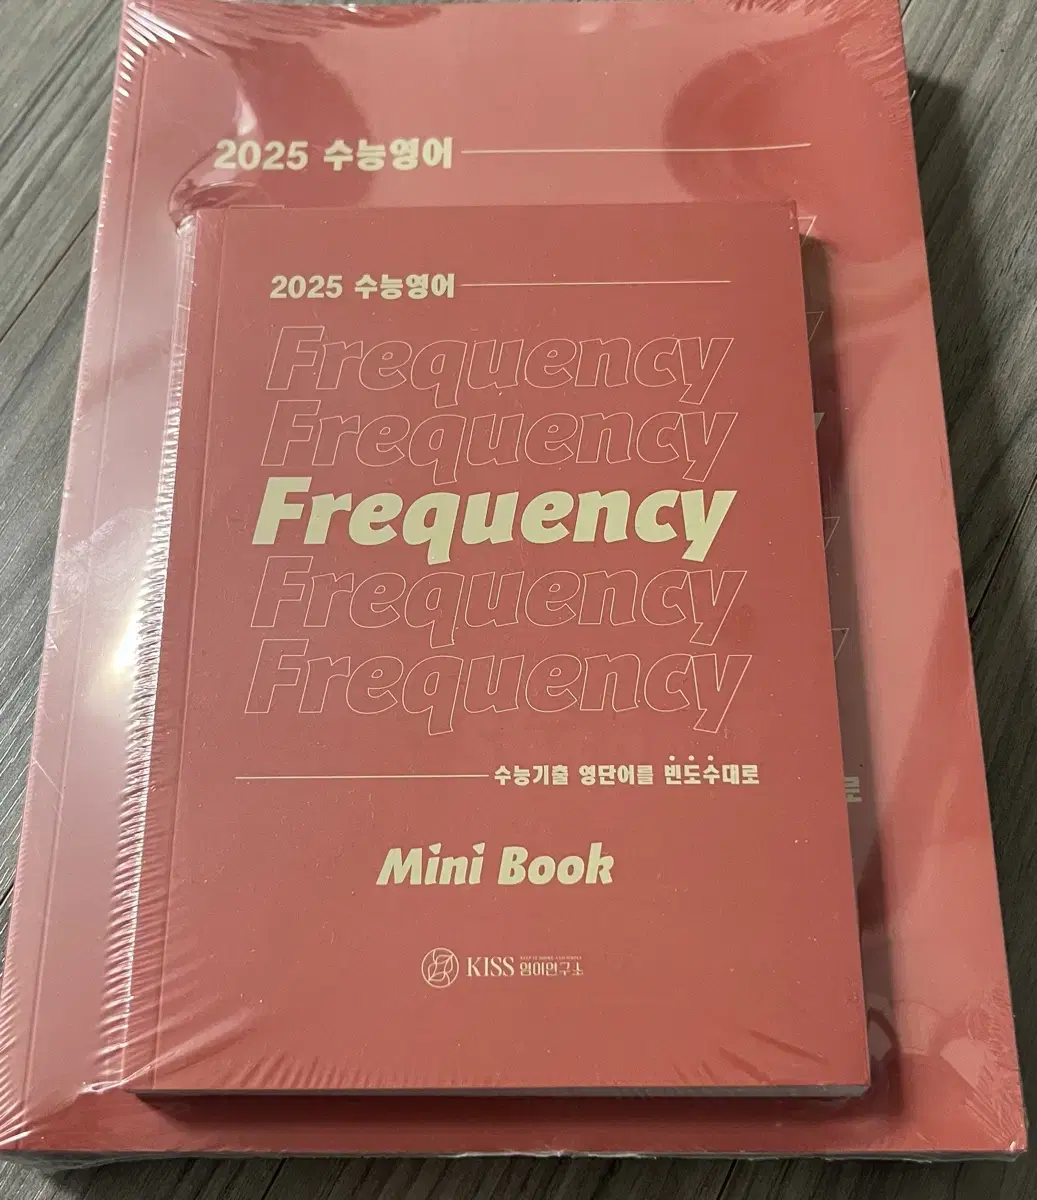 2025 수능영어
2025 수능영어
Frequency
Frequency
Frequency
Frequency
Frequency
수능기출 영단어를 빈도수대로
로
Mini Book
KISS 영어연구소